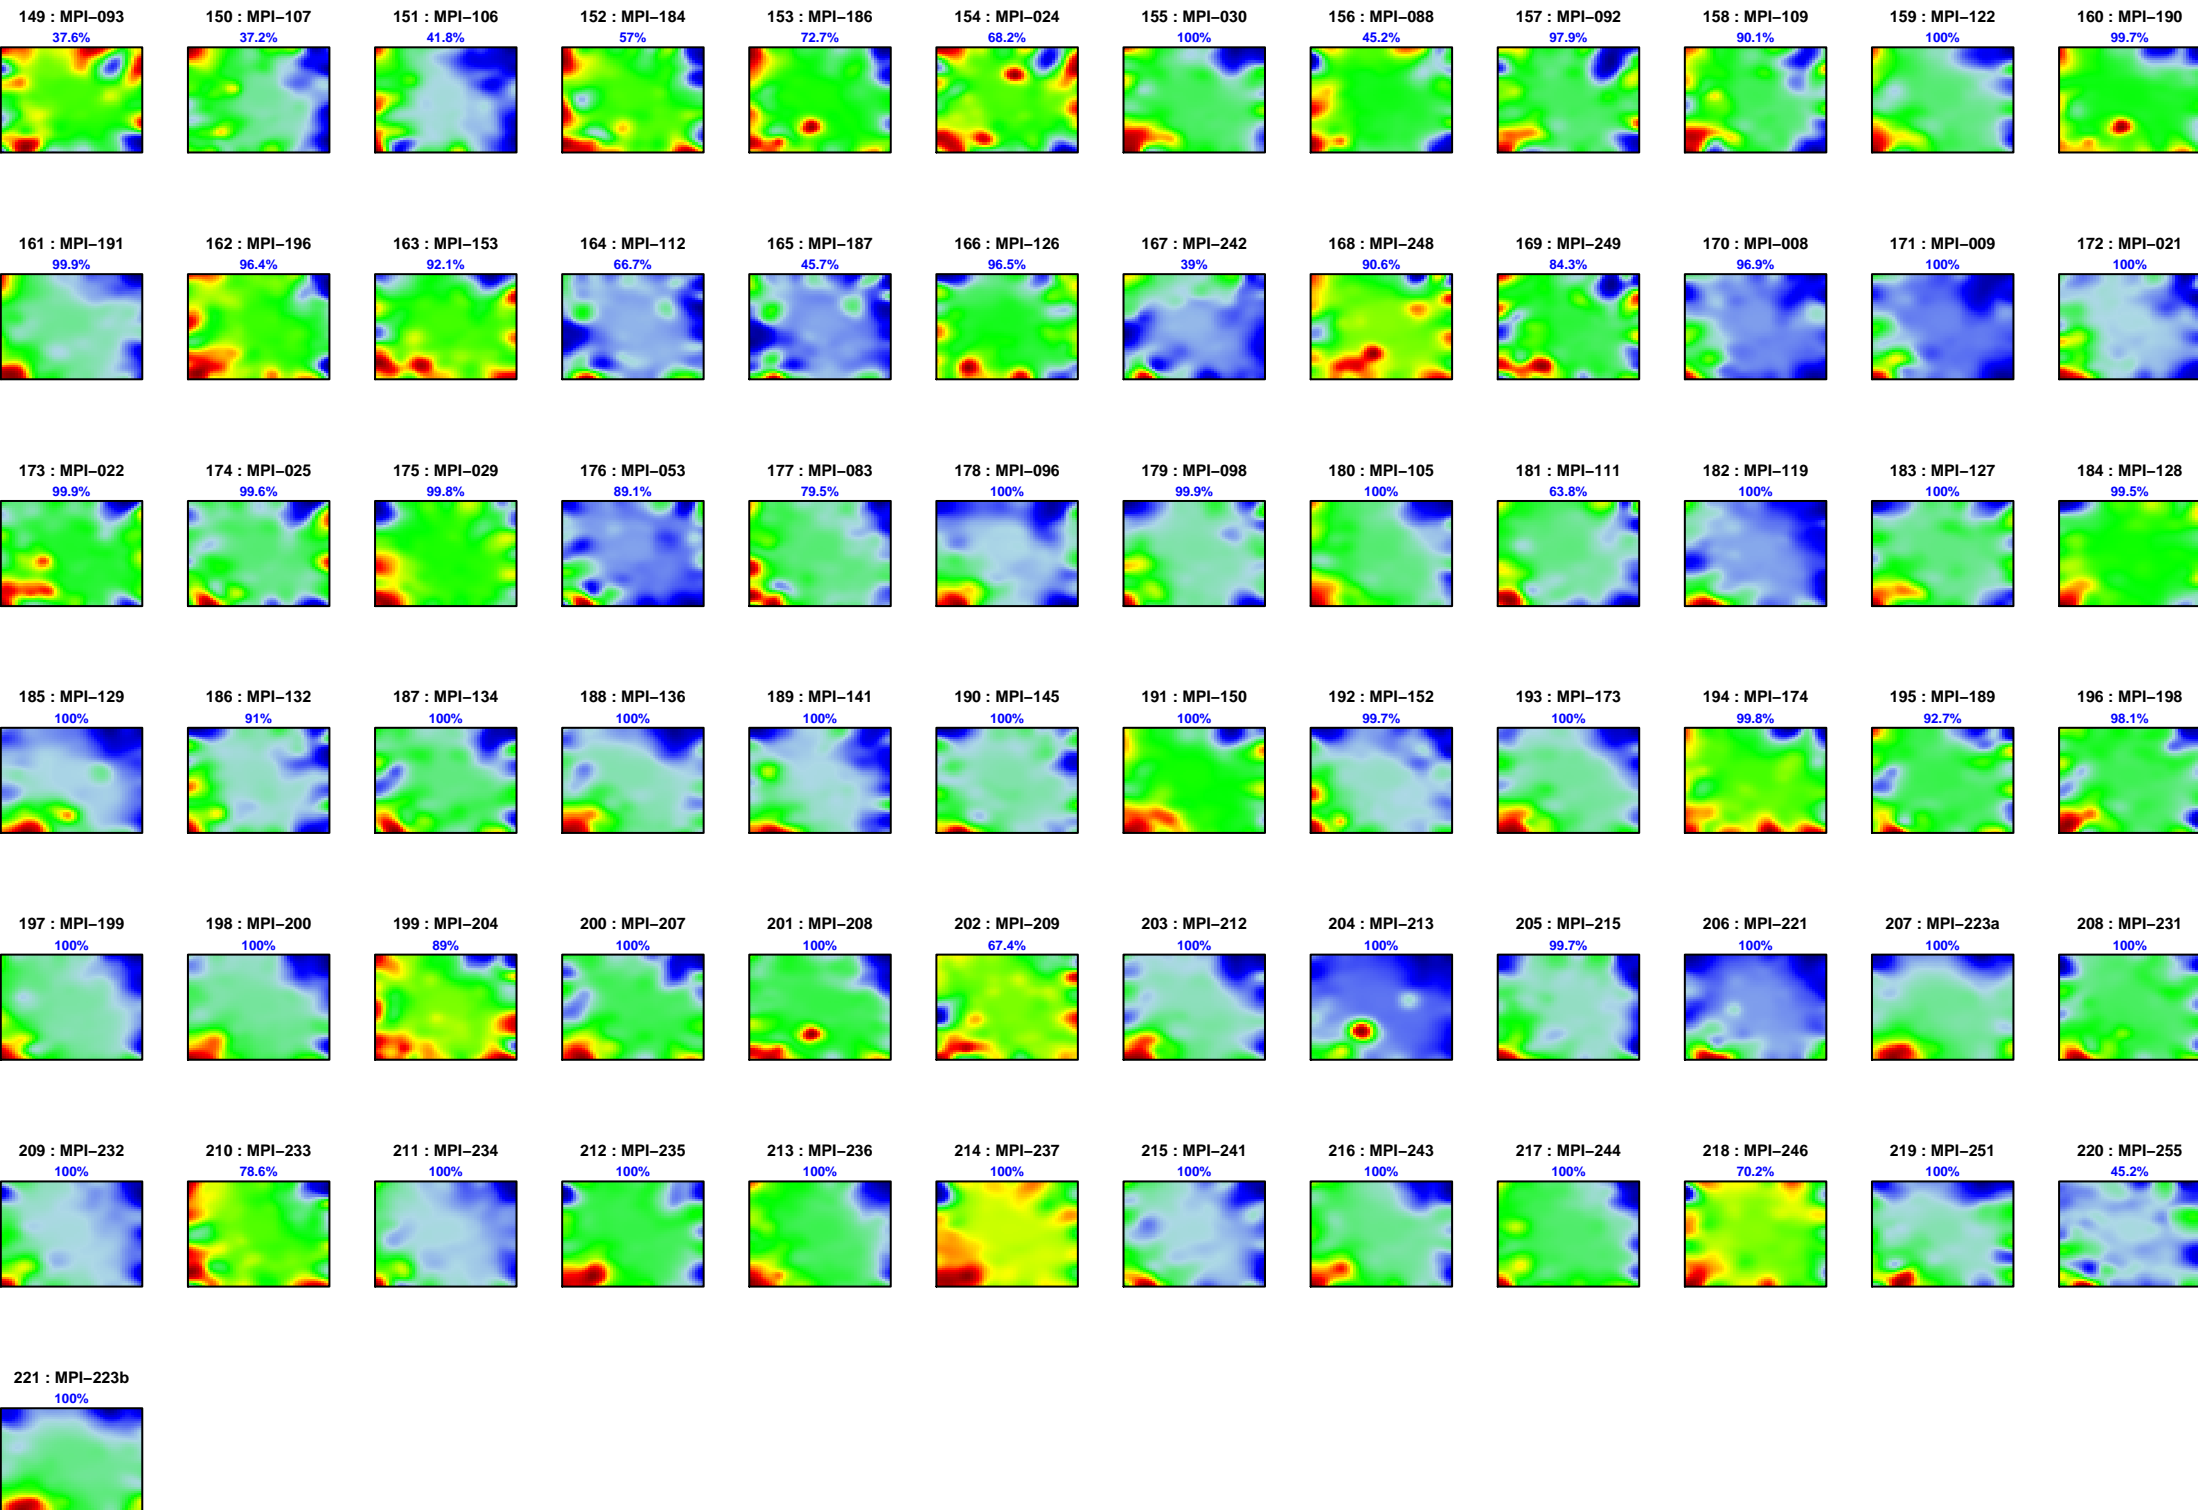 149 : MPI−093 150 : MPI−107 151 : MPI−106 152 : MPI−184 153 : MPI−186 154 : MPI−024 155 : MPI−030 156 : MPI−088 157 : MPI−092 158 : MPI−109 159 : MPI−122 160 : MPI−190
37.6% 37.2% 41.8% 57% 72.7% 68.2% 100% 45.2% 97.9% 90.1% 100% 99.7%
161 : MPI−191 162 : MPI−196 163 : MPI−153 164 : MPI−112 165 : MPI−187 166 : MPI−126 167 : MPI−242 168 : MPI−248 169 : MPI−249 170 : MPI−008 171 : MPI−009 172 : MPI−021
99.9% 96.4% 92.1% 66.7% 45.7% 96.5% 39% 90.6% 84.3% 96.9% 100% 100%
173 : MPI−022 174 : MPI−025 175 : MPI−029 176 : MPI−053 177 : MPI−083 178 : MPI−096 179 : MPI−098 180 : MPI−105 181 : MPI−111 182 : MPI−119 183 : MPI−127 184 : MPI−128
99.9% 99.6% 99.8% 89.1% 79.5% 100% 99.9% 100% 63.8% 100% 100% 99.5%
185 : MPI−129 186 : MPI−132 187 : MPI−134 188 : MPI−136 189 : MPI−141 190 : MPI−145 191 : MPI−150 192 : MPI−152 193 : MPI−173 194 : MPI−174 195 : MPI−189 196 : MPI−198
100% 91% 100% 100% 100% 100% 100% 99.7% 100% 99.8% 92.7% 98.1%
197 : MPI−199 198 : MPI−200 199 : MPI−204 200 : MPI−207 201 : MPI−208 202 : MPI−209 203 : MPI−212 204 : MPI−213 205 : MPI−215 206 : MPI−221 207 : MPI−223a 208 : MPI−231
100% 100% 89% 100% 100% 67.4% 100% 100% 99.7% 100% 100% 100%
209 : MPI−232 210 : MPI−233 211 : MPI−234 212 : MPI−235 213 : MPI−236 214 : MPI−237 215 : MPI−241 216 : MPI−243 217 : MPI−244 218 : MPI−246 219 : MPI−251 220 : MPI−255
100% 78.6% 100% 100% 100% 100% 100% 100% 100% 70.2% 100% 45.2%
221 : MPI−223b
100%